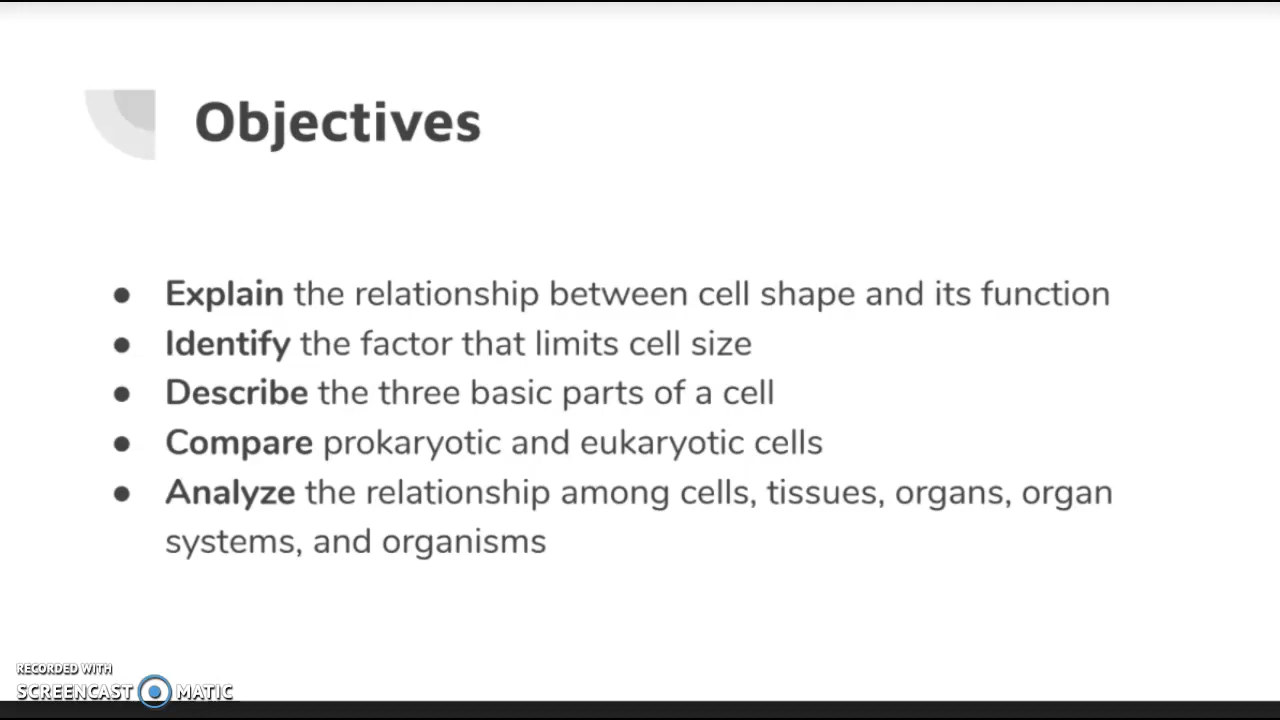 Objectives
● Explain the relationship between cell shape and its function
● Identify the factor that limits cell size
● Describe the three basic parts of a cell
● Compare prokaryotic and eukaryotic cells
● Analyze the relationship among cells, tissues, organs, organ
systems, and organisms
RECORDED WITH
SCREENCAST MATIC